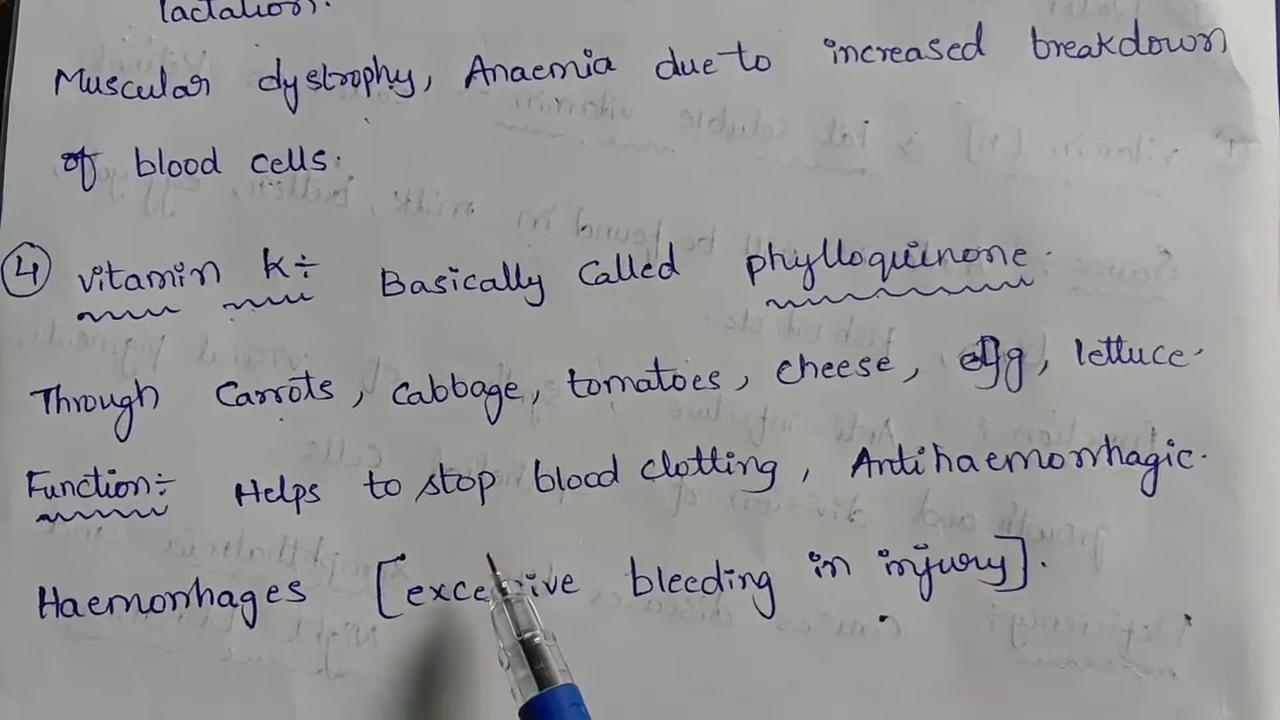 lactation.
Muscular dystrophy, Anaemia due to increased breakdown
of blood cells.
④ vitamin k÷ Basically called phylloquinone.
Through carrots, cabbage, tomatoes, cheese, egg, lettuce.
Function÷ Helps to stop blood clotting, Antihaemorrhagic.
Haemorrhages [excessive bleeding in injury].